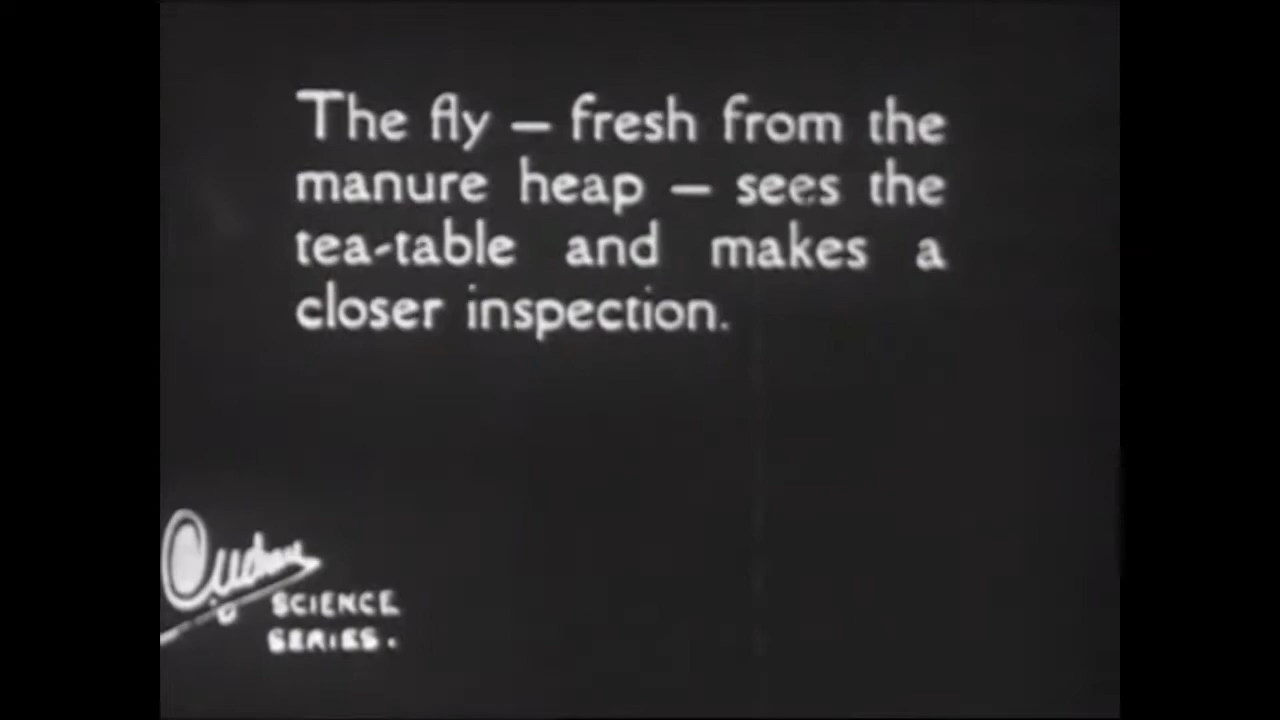 The fly — fresh from the
manure heap — sees the
tea-table and makes a
closer inspection.
SCIENCE
SERIES.